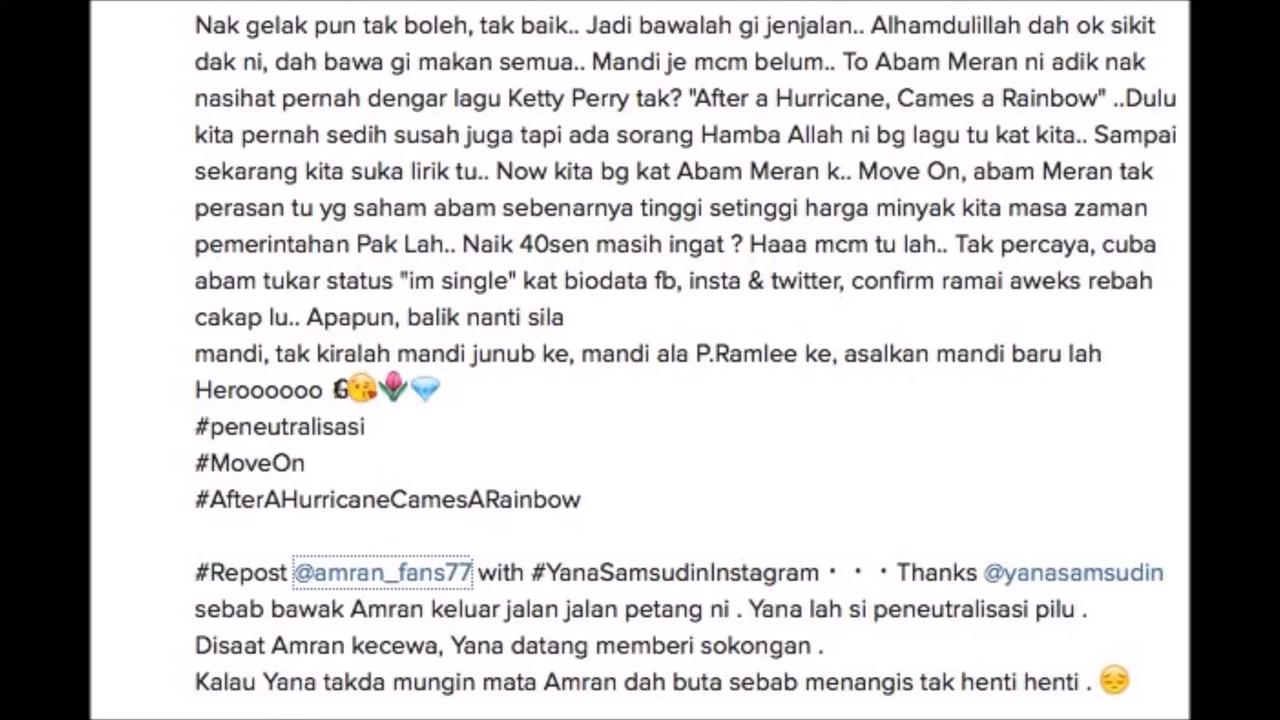 Nak gelak pun tak boleh, tak baik.. Jadi bawalah gi jenjalan.. Alhamdulillah dah ok sikit
dak ni, dah bawa gi makan semua.. Mandi je mcm belum.. To Abam Meran ni adik nak
nasihat pernah dengar lagu Ketty Perry tak? "After a Hurricane, Cames a Rainbow" ..Dulu
kita pernah sedih susah juga tapi ada sorang Hamba Allah ni bg lagu tu kat kita.. Sampai
sekarang kita suka lirik tu.. Now kita bg kat Abam Meran k.. Move On, abam Meran tak
perasan tu yg saham abam sebenarnya tinggi setinggi harga minyak kita masa zaman
pemerintahan Pak Lah.. Naik 40sen masih ingat ? Haaa mcm tu lah.. Tak percaya, cuba
abam tukar status "im single" kat biodata fb, insta & twitter, confirm ramai aweks rebah
cakap lu.. Apapun, balik nanti sila
mandi, tak kiralah mandi junub ke, mandi ala P.Ramlee ke, asalkan mandi baru lah
Heroooooo 😘🌷💎
#peneutralisasi
#MoveOn
#AfterAHurricaneCamesARainbow
#Repost @amran_fans77 with #YanaSamsudinInstagram・・・Thanks @yanasamsudin
sebab bawak Amran keluar jalan jalan petang ni . Yana lah si peneutralisasi pilu .
Disaat Amran kecewa, Yana datang memberi sokongan .
Kalau Yana takda mungin mata Amran dah buta sebab menangis tak henti henti . 😔